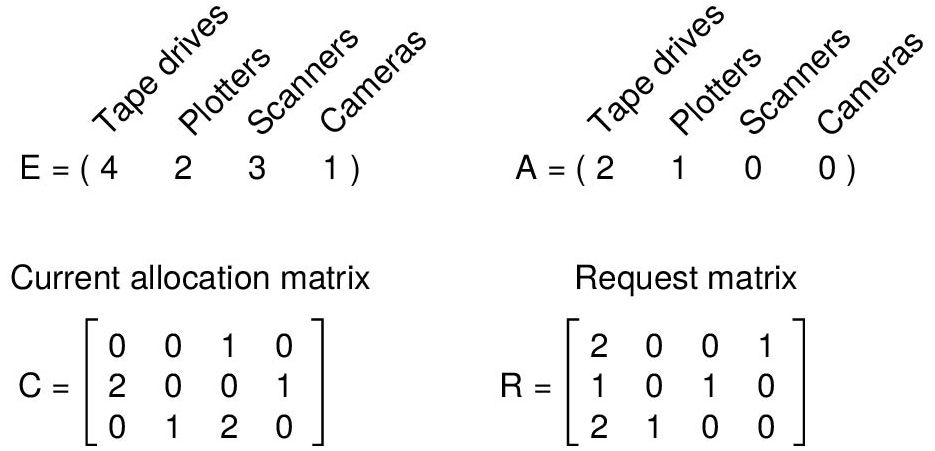 Tape drives Plotters Scanners Cameras Tape drives Plotters Scanners Cameras
E = ( 4 2 3 1 ) A = ( 2 1 0 0 )
Current allocation matrix Request matrix
0 0 1 0 2 0 0 1
C = 2 0 0 1 R = 1 0 1 0
0 1 2 0 2 1 0 0